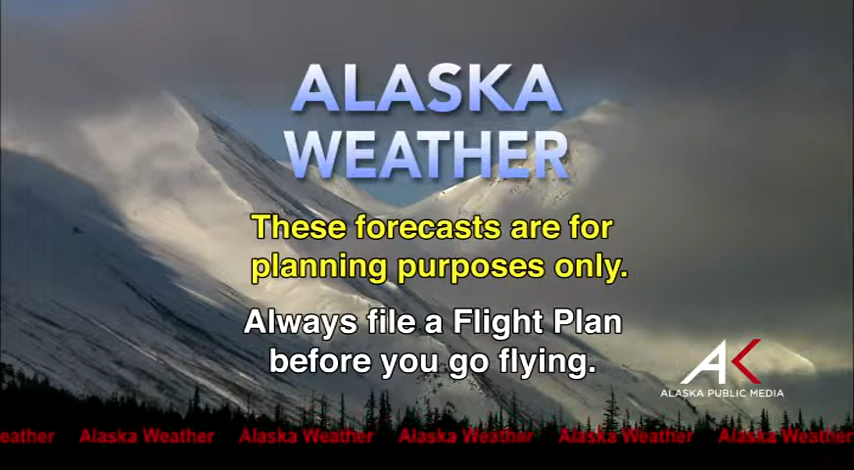 ALASKA
WEATHER
These forecasts are for
planning purposes only.
Always file a Flight Plan
before you go flying.
AK
ALASKA PUBLIC MEDIA
eather Alaska Weather Alaska Weather Alaska Weather Alaska Weather Alaska Weather